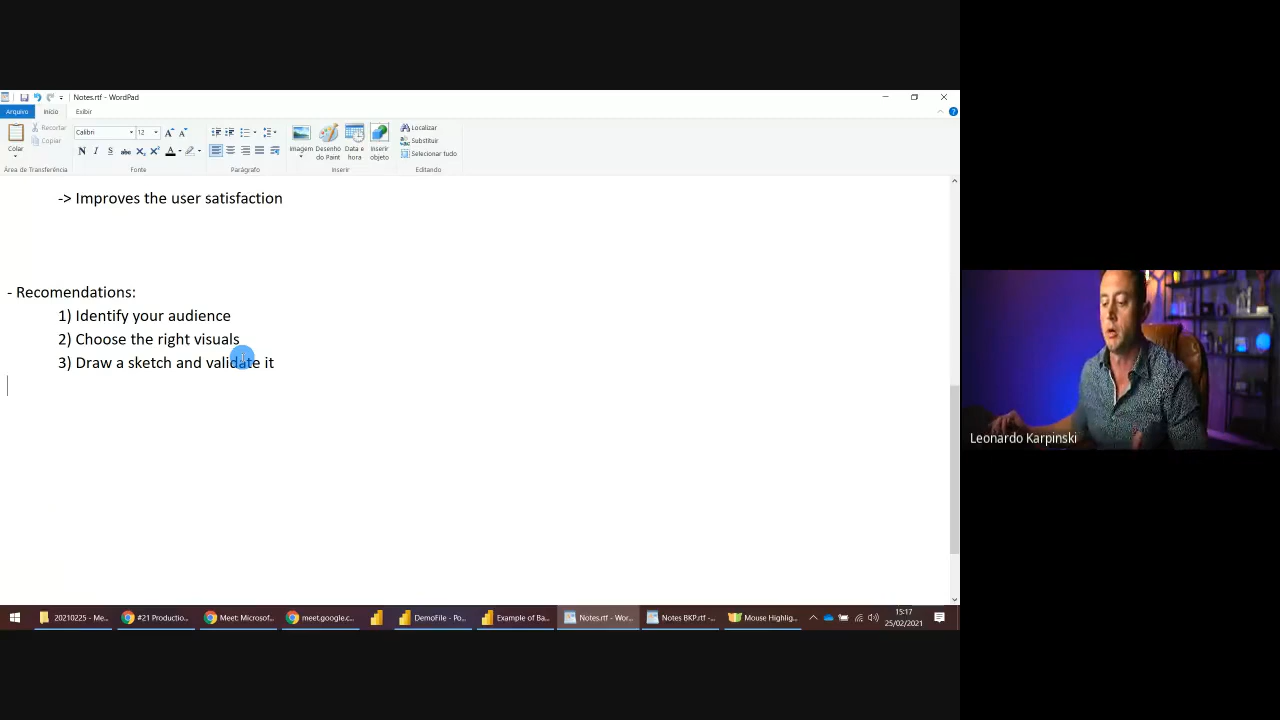 Notes.rtf - WordPad
Arquivo Início Exibir
Colar
Recortar
Copiar
Área de Transferência
Calibri 12
N I S abc X₂ X² A
Fonte
Parágrafo
Imagem
Desenho do Paint
Data e hora
Inserir objeto
Inserir
Localizar
Substituir
Selecionar tudo
Editando
-> Improves the user satisfaction
- Recomendations:
1) Identify your audience
2) Choose the right visuals
3) Draw a sketch and validate it
Leonardo Karpinski
20210225 - Me... #21 Productio... Meet: Microsof... meet.google.c... DemoFile - Po... Example of Ba... Notes.rtf - Wor... Notes BKP.rtf -... Mouse Highlig...
15:17
25/02/2021